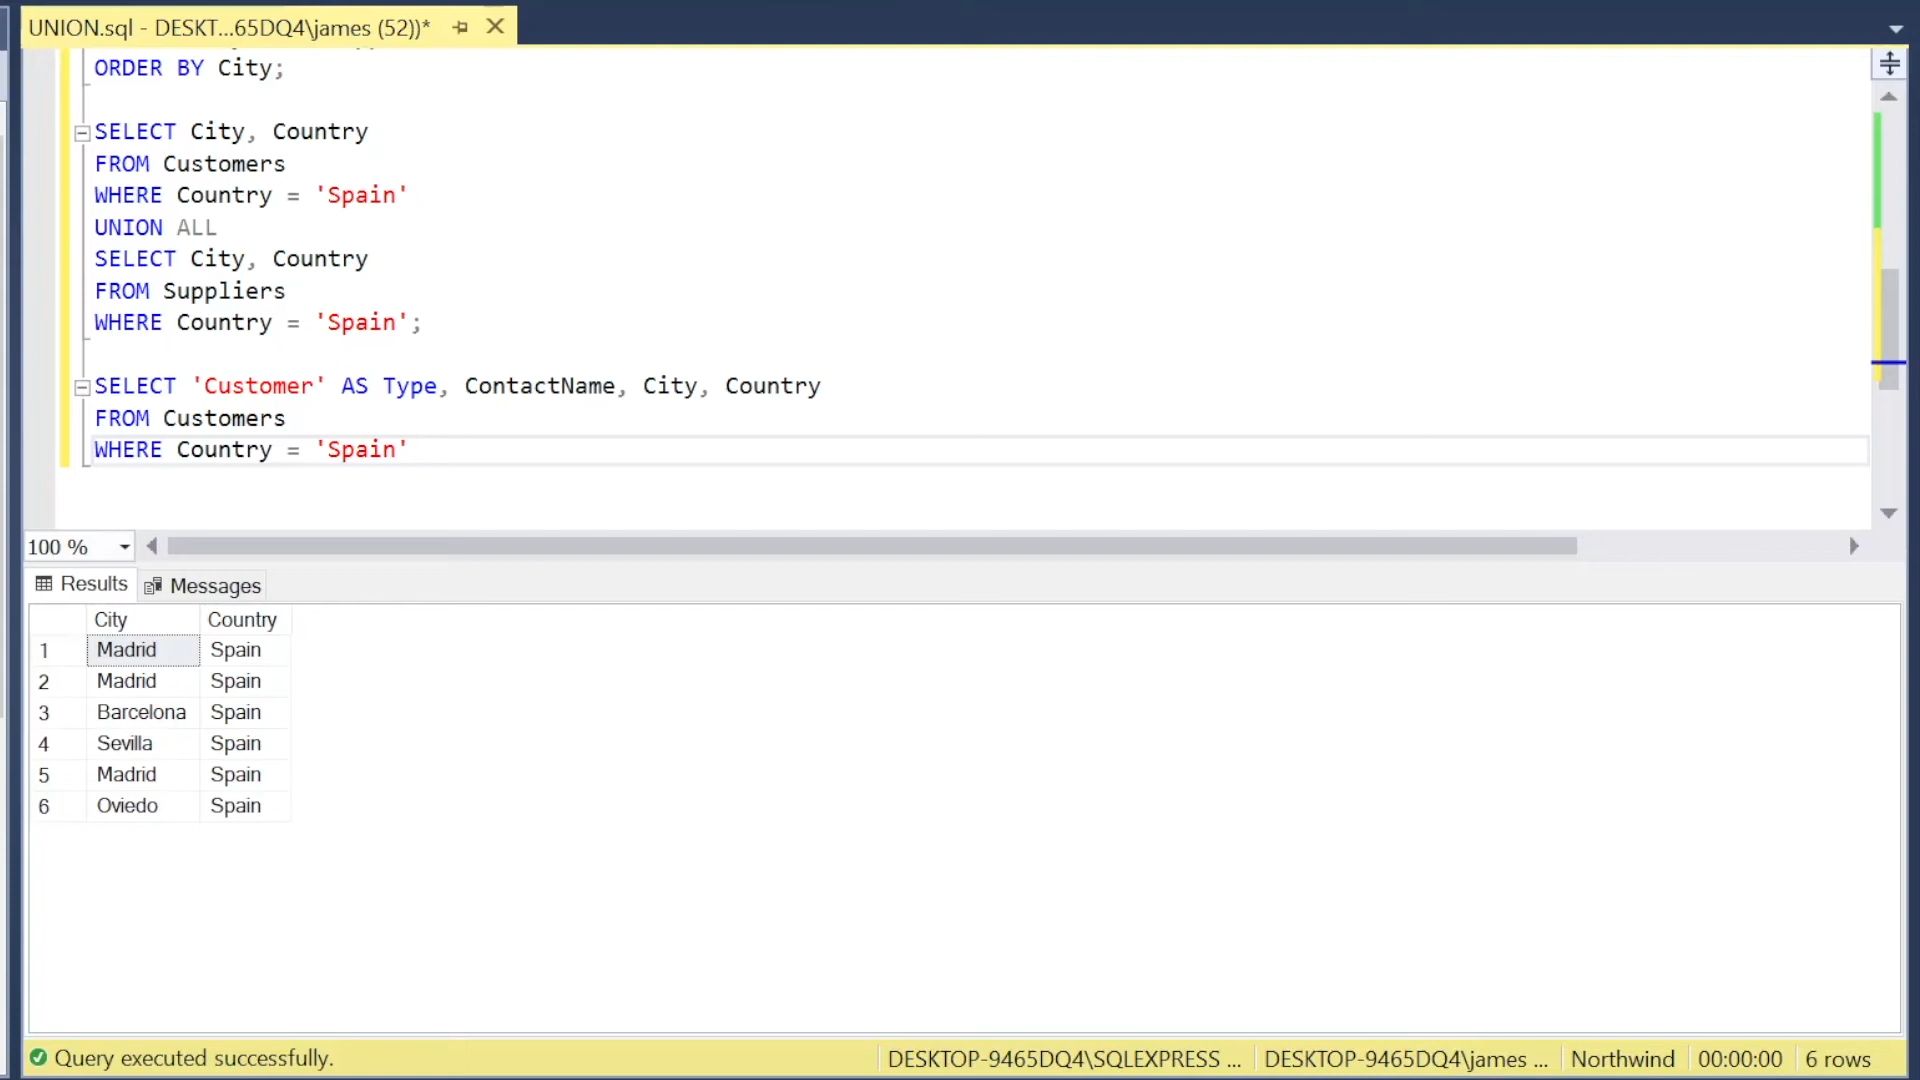 UNION.sql - DESKT...65DQ4\james (52))*
ORDER BY City;
SELECT City, Country
FROM Customers
WHERE Country = 'Spain'
UNION ALL
SELECT City, Country
FROM Suppliers
WHERE Country = 'Spain';
SELECT 'Customer' AS Type, ContactName, City, Country
FROM Customers
WHERE Country = 'Spain'
100 %
Results Messages
City Country
1 Madrid Spain
2 Madrid Spain
3 Barcelona Spain
4 Sevilla Spain
5 Madrid Spain
6 Oviedo Spain
Query executed successfully. DESKTOP-9465DQ4\SQLEXPRESS ... DESKTOP-9465DQ4\james ... Northwind 00:00:00 6 rows